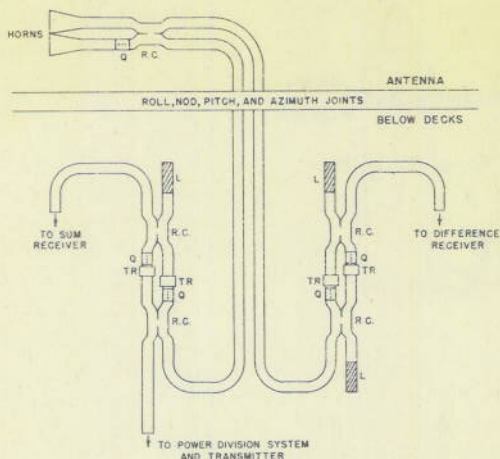 HORNS
Q
R.C.
ANTENNA
ROLL, NOD, PITCH, AND AZIMUTH JOINTS
BELOW DECKS
L
L
TO SUM
RECEIVER
R.C.
R.C.
TO DIFFERENCE
RECEIVER
Q
TR
TR
Q
R.C.
Q
TR
TR
Q
R.C.
L
TO POWER DIVISION SYSTEM
AND TRANSMITTER